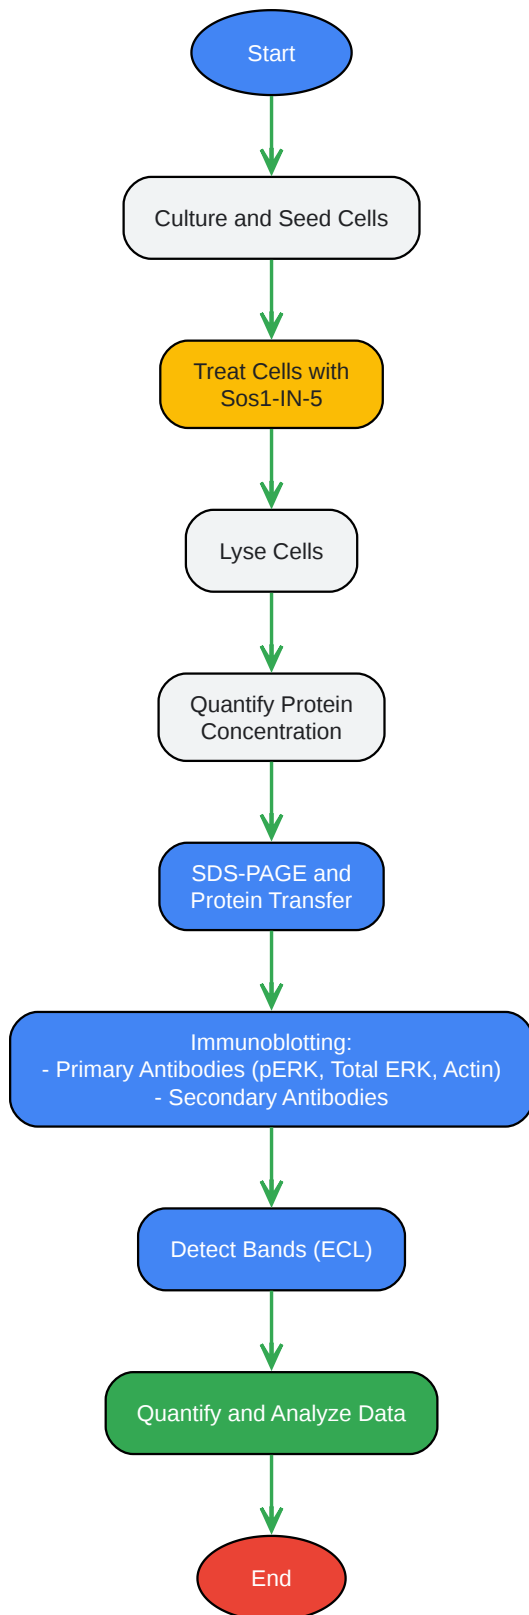 Start
Culture and Seed Cells
Treat Cells with
Sos1-IN-5
Lyse Cells
Quantify Protein
Concentration
SDS-PAGE and
Protein Transfer
Immunoblotting:
- Primary Antibodies (pERK, Total ERK, Actin)
- Secondary Antibodies
Detect Bands (ECL)
Quantify and Analyze Data
End